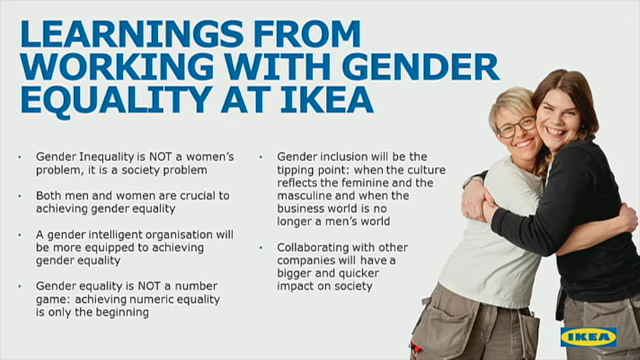 LEARNINGS FROM
WORKING WITH GENDER
EQUALITY AT IKEA
• Gender Inequality is NOT a women's
problem, it is a society problem
• Both men and women are crucial to
achieving gender equality
• A gender intelligent organisation will
be more equipped to achieving
gender equality
• Gender equality is NOT a number
game: achieving numeric equality
is only the beginning
• Gender inclusion will be the
tipping point: when the culture
reflects the feminine and the
masculine and when the
business world is no
longer a men's world
• Collaborating with other
companies will have a
bigger and quicker
impact on society
IKEA